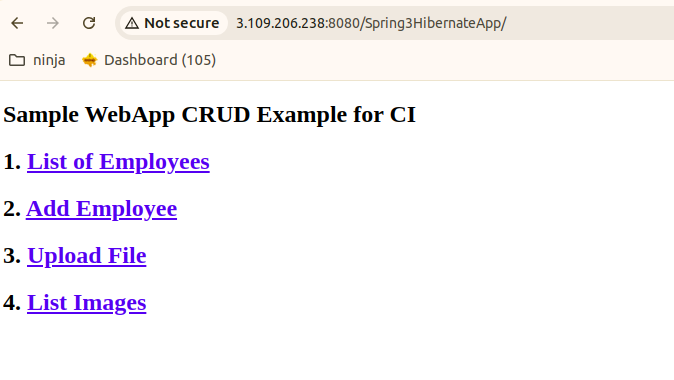 Not secure 3.109.206.238:8080/Spring3HibernateApp/
ninja Dashboard (105)
Sample WebApp CRUD Example for CI
1. List of Employees
2. Add Employee
3. Upload File
4. List Images